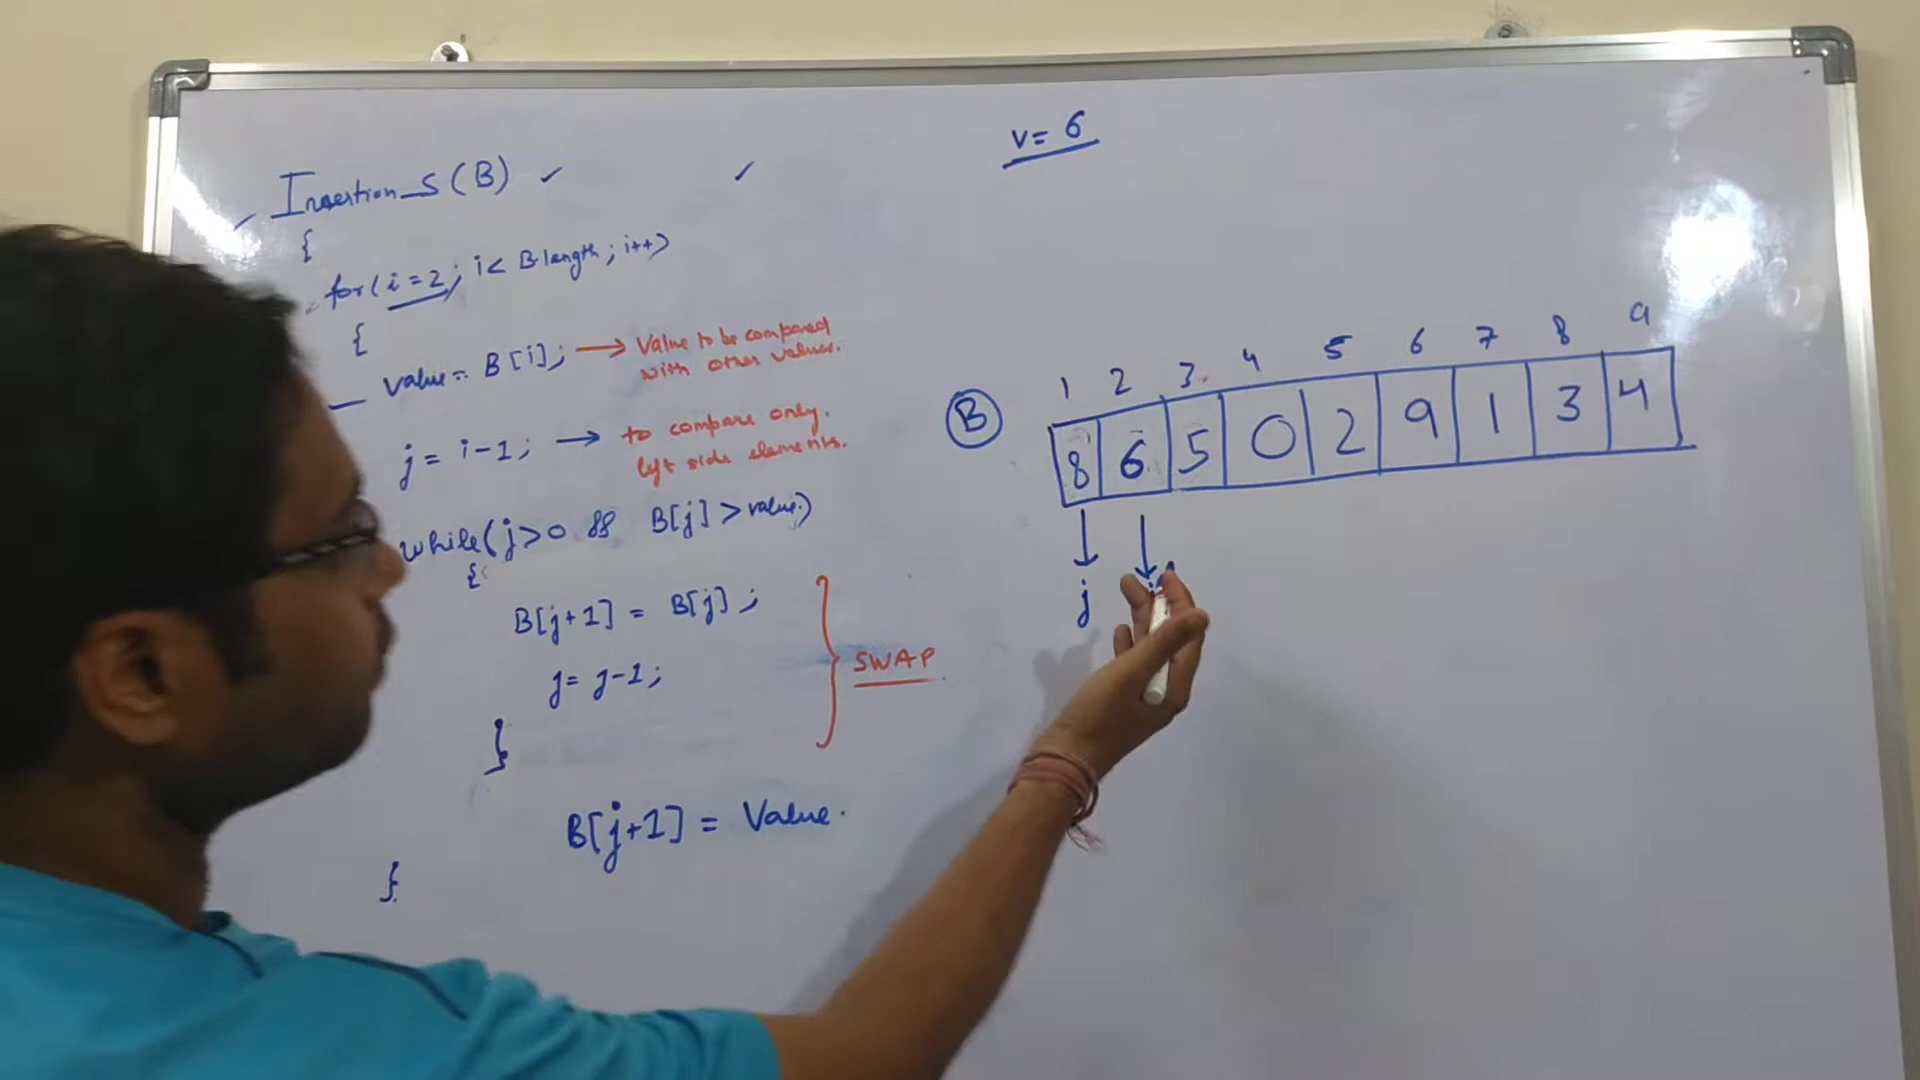 v= 6
Insertion_S (B)
{
for( i=2; i< B.length; i++)
{
value= B[i]; → Value to be compared
with other values.
j= i-1; → to compare only
left side elements.
while(j>0 && B[j] > value)
{
B[j+1] = B[j];
j= j-1;
}
SWAP
B[j+1] = Value.
}
1 2 3 4 5 6 7 8 9
B 8 6 5 0 2 9 1 3 4
j i